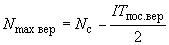 N_max вер = N_c − IT_пос.вер / 2